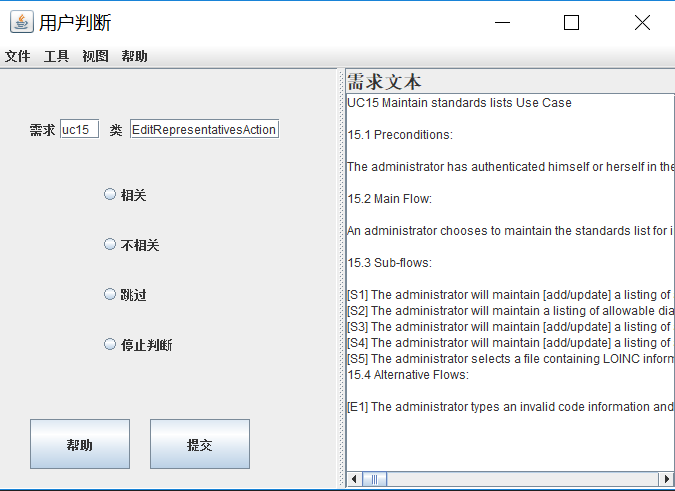 用户判断
文件 工具 视图 帮助
需求 uc15 类 EditRepresentativesAction
相关
不相关
跳过
停止判断
帮助 提交
需求文本
UC15 Maintain standards lists Use Case
15.1 Preconditions:
The administrator has authenticated himself or herself in the
15.2 Main Flow:
An administrator chooses to maintain the standards list for i
15.3 Sub-flows:
[S1] The administrator will maintain [add/update] a listing of
[S2] The administrator will maintain a listing of allowable dia
[S3] The administrator will maintain [add/update] a listing of
[S4] The administrator will maintain [add/update] a listing of
[S5] The administrator selects a file containing LOINC inform
15.4 Alternative Flows:
[E1] The administrator types an invalid code information and